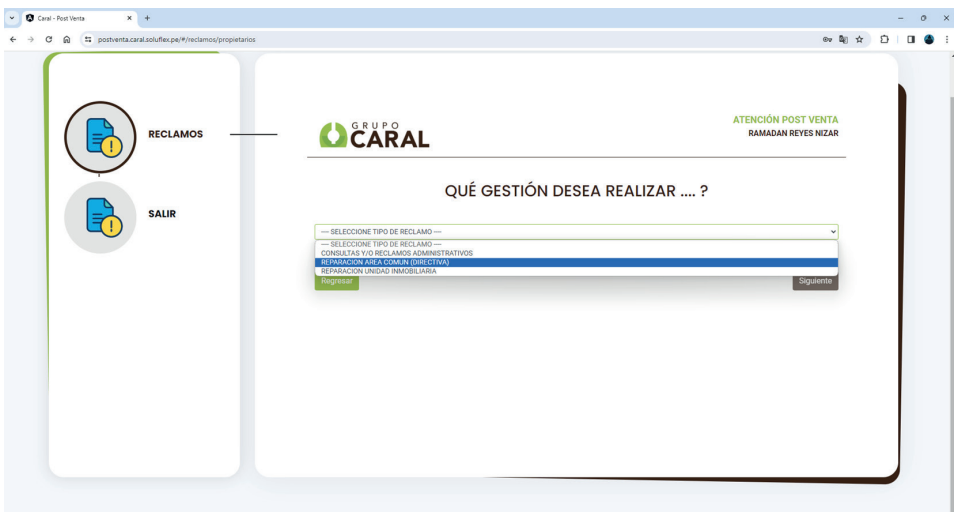 Caral - Post Venta
postventa.caral.soluflex.pe/#/reclamos/propietarios
RECLAMOS
SALIR
GRUPO
CARAL
ATENCIÓN POST VENTA
RAMADAN REYES NIZAR
QUÉ GESTIÓN DESEA REALIZAR .... ?
--- SELECCIONE TIPO DE RECLAMO ---
--- SELECCIONE TIPO DE RECLAMO ---
CONSULTAS Y/O RECLAMOS ADMINISTRATIVOS
REPARACION AREA COMUN (DIRECTIVA)
REPARACION UNIDAD INMOBILIARIA
Regresar
Siguiente